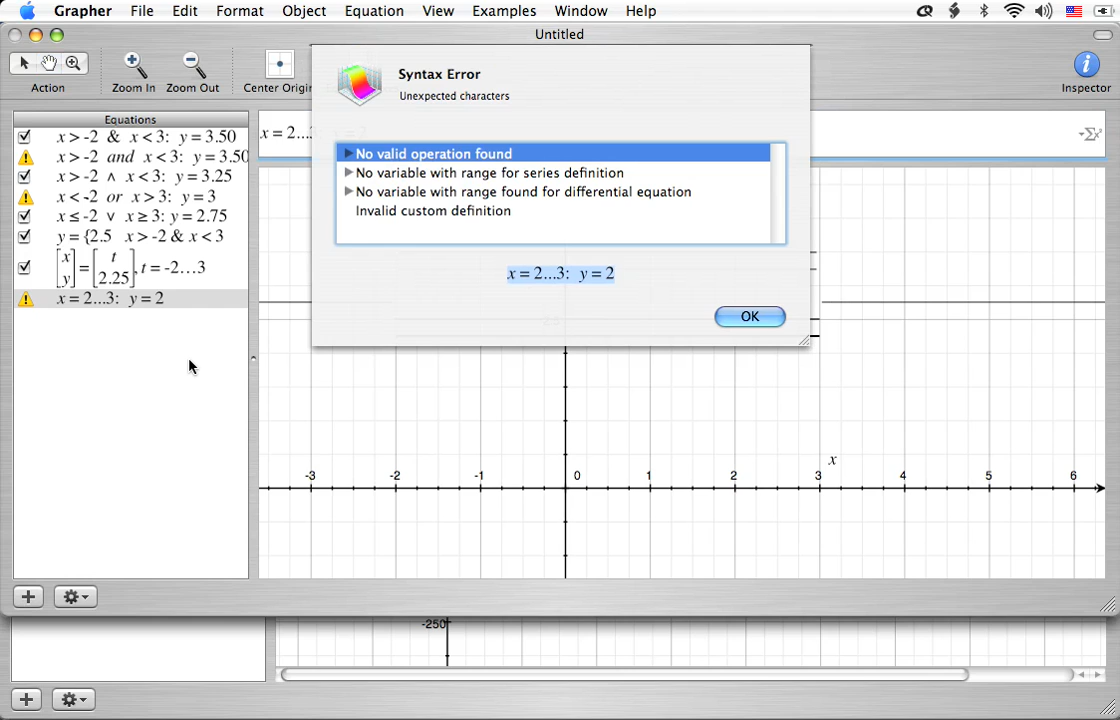 Grapher File Edit Format Object Equation View Examples Window Help
Untitled
Action Zoom In Zoom Out Center Origin Inspector
Syntax Error
Unexpected characters
No valid operation found
No variable with range for series definition
No variable with range found for differential equation
Invalid custom definition
x = 2...3: y = 2
OK
Equations
x > -2 & x < 3: y = 3.50
x > -2 and x < 3: y = 3.50
x > -2 ∧ x < 3: y = 3.25
x < -2 or x > 3: y = 3
x ≤ -2 ∨ x ≥ 3: y = 2.75
y = {2.5 x > -2 & x < 3
[x y] = [t 2.25], t = -2...3
x = 2...3: y = 2
x = 2...
Σx²
x
-3 -2 -1 0 1 2 3 4 5 6
-250